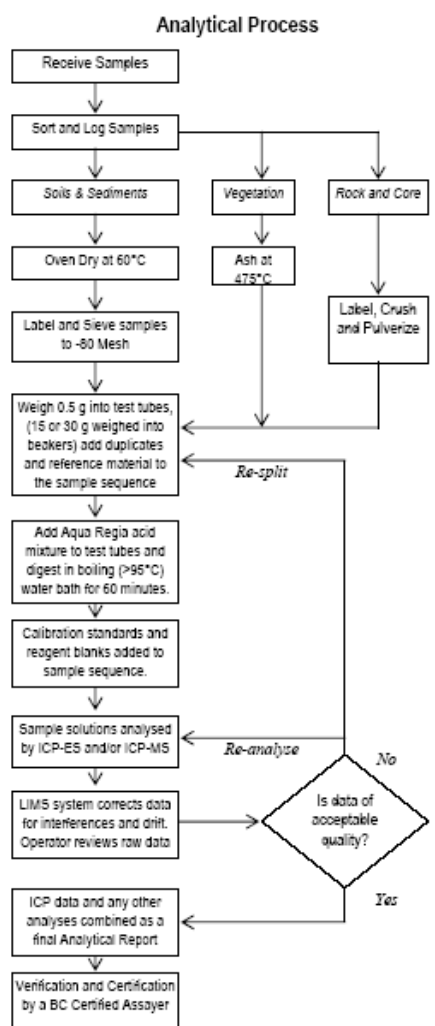 Analytical Process
Receive Samples
Sort and Log Samples
Soils & Sediments
Vegetation
Rock and Core
Oven Dry at 60°C
Ash at
475°C
Label and Sieve samples
to -80 Mesh
Label, Crush
and Pulverize
Weigh 0.5 g into test tubes,
(15 or 30 g weighed into
beakers) add duplicates
and reference material to
the sample sequence
Re-split
Add Aqua Regia acid
mixture to test tubes and
digest in boiling (>95°C)
water bath for 60 minutes.
Calibration standards and
reagent blanks added to
sample sequence.
Sample solutions analysed
by ICP-ES and/or ICP-MS
Re-analyse
No
LIMS system corrects data
for interferences and drift.
Operator reviews raw data
Is data of
acceptable
quality?
Yes
ICP data and any other
analyses combined as a
final Analytical Report
Verification and Certification
by a BC Certified Assayer